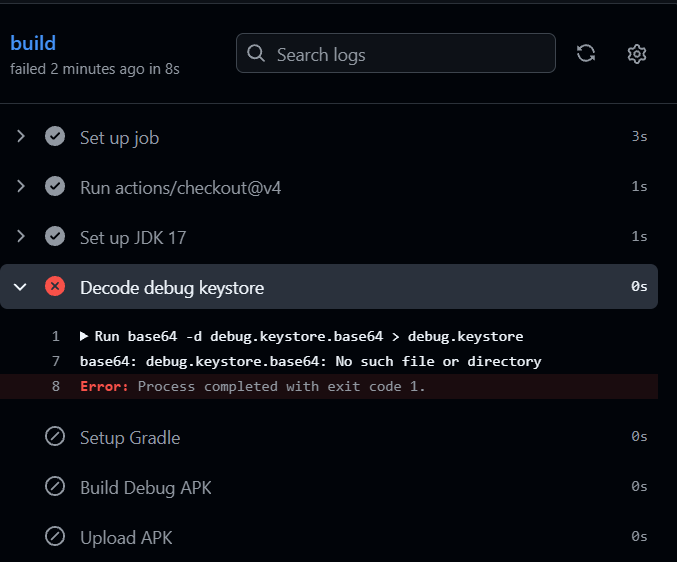 build
failed 2 minutes ago in 8s
Search logs
Set up job 3s
Run actions/checkout@v4 1s
Set up JDK 17 1s
Decode debug keystore 0s
1 Run base64 -d debug.keystore.base64 > debug.keystore
7 base64: debug.keystore.base64: No such file or directory
8 Error: Process completed with exit code 1.
Setup Gradle 0s
Build Debug APK 0s
Upload APK 0s